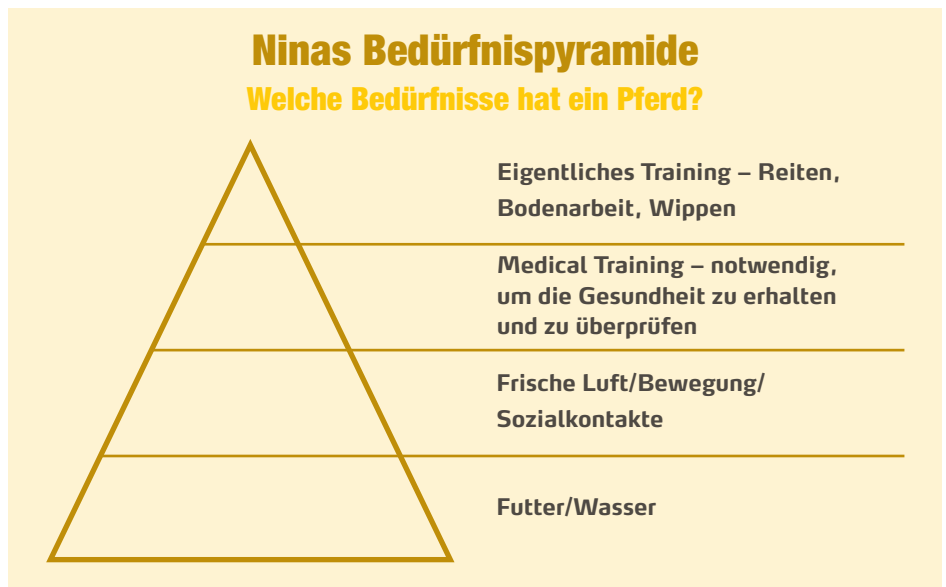 Ninas Bedürfnispyramide
Welche Bedürfnisse hat ein Pferd?
Eigentliches Training – Reiten,
Bodenarbeit, Wippen
Medical Training – notwendig,
um die Gesundheit zu erhalten
und zu überprüfen
Frische Luft/Bewegung/
Sozialkontakte
Futter/Wasser